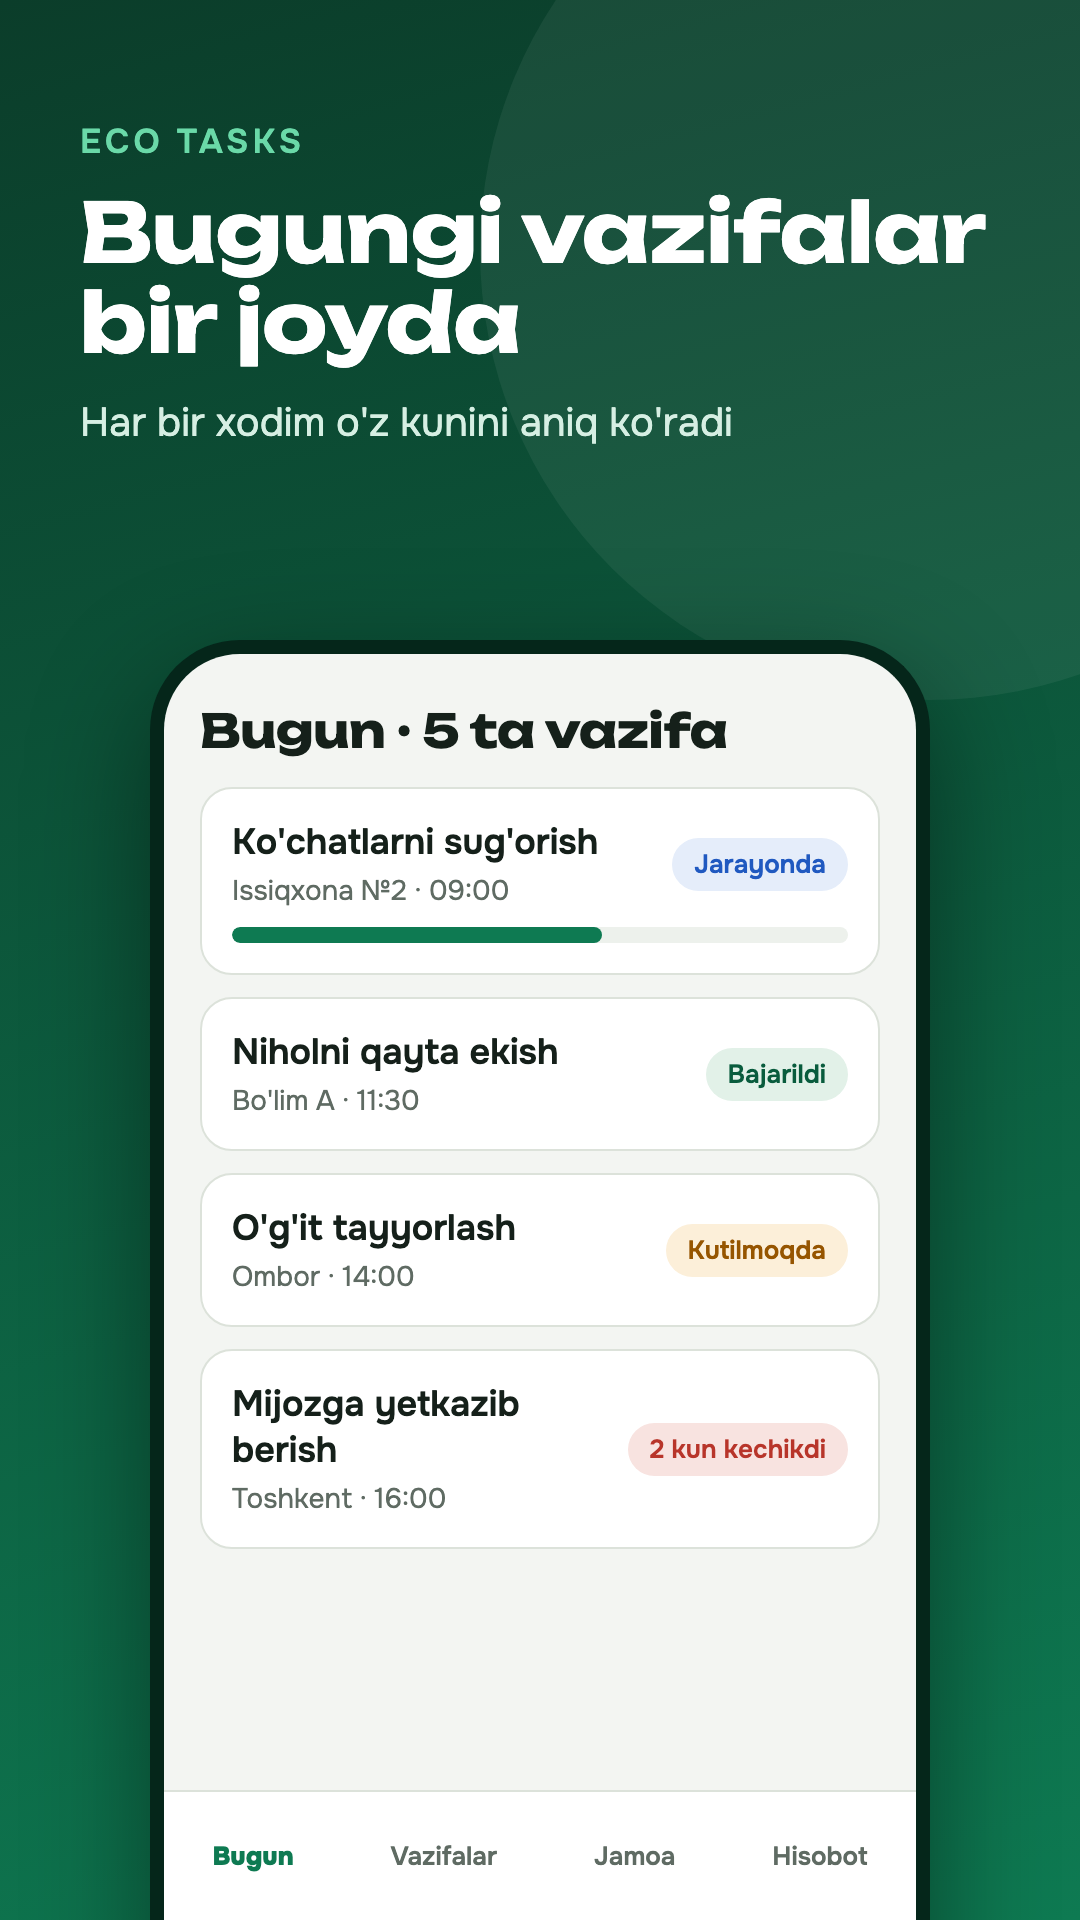 ECO TASKS
Bugungi vazifalar
bir joyda
Har bir xodim o'z kunini aniq ko'radi
Bugun · 5 ta vazifa
Ko'chatlarni sug'orish
Issiqxona №2 · 09:00
Jarayonda
Niholni qayta ekish
Bo'lim A · 11:30
Bajarildi
O'g'it tayyorlash
Ombor · 14:00
Kutilmoqda
Mijozga yetkazib
berish
Toshkent · 16:00
2 kun kechikdi
Bugun
Vazifalar
Jamoa
Hisobot